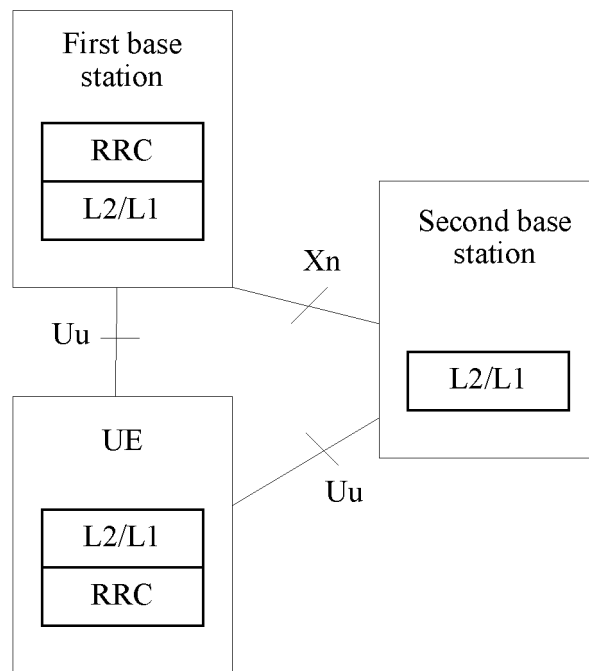 First base
station
RRC
L2/L1
Xn
Second base
station
L2/L1
Uu
UE
L2/L1
RRC
Uu